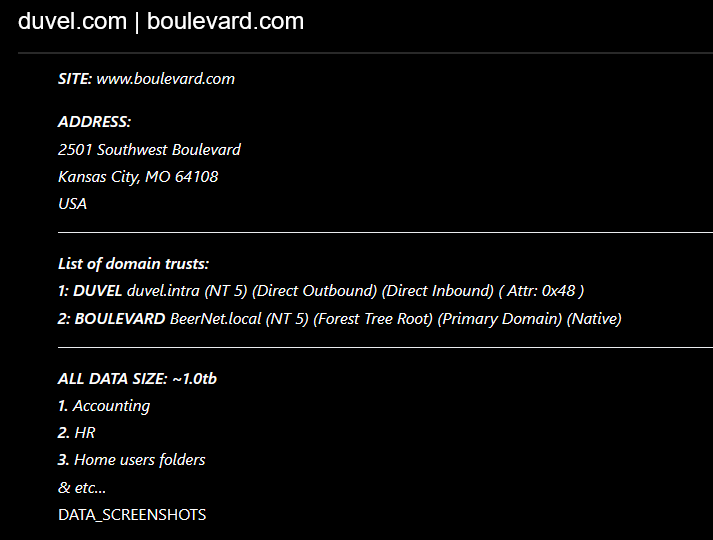 duvel.com | boulevard.com
SITE: www.boulevard.com
ADDRESS:
2501 Southwest Boulevard
Kansas City, MO 64108
USA
List of domain trusts:
1: DUVEL duvel.intra (NT 5) (Direct Outbound) (Direct Inbound) ( Attr: 0x48 )
2: BOULEVARD BeerNet.local (NT 5) (Forest Tree Root) (Primary Domain) (Native)
ALL DATA SIZE: ~1.0tb
1. Accounting
2. HR
3. Home users folders
& etc...
DATA_SCREENSHOTS